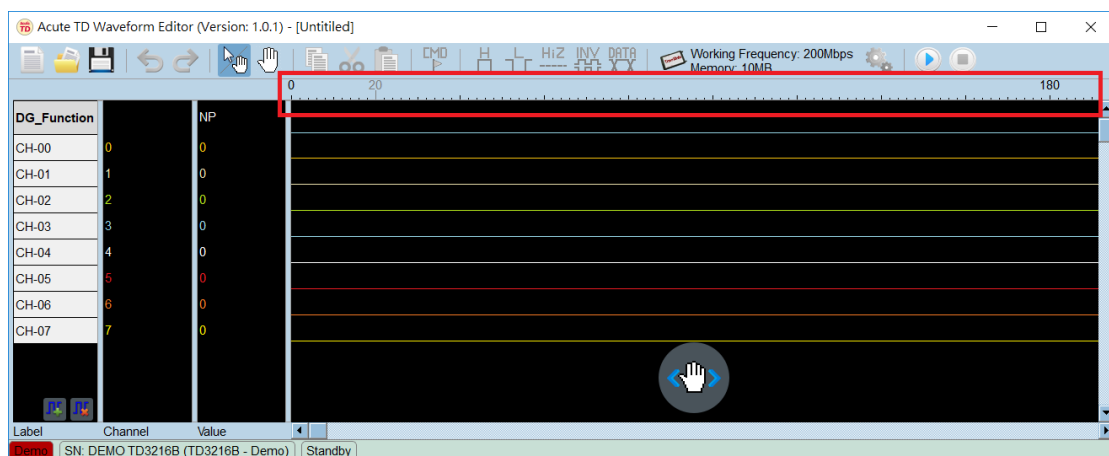 Acute TD Waveform Editor (Version: 1.0.1) - [Untitiled]
CMD H L HiZ INV DATA Working Frequency: 200Mbps
Memory: 10MB
0 20 180
DG_Function NP
CH-00 0 0
CH-01 1 0
CH-02 2 0
CH-03 3 0
CH-04 4 0
CH-05 5 0
CH-06 6 0
CH-07 7 0
Label Channel Value
Demo SN: DEMO TD3216B (TD3216B - Demo) Standby